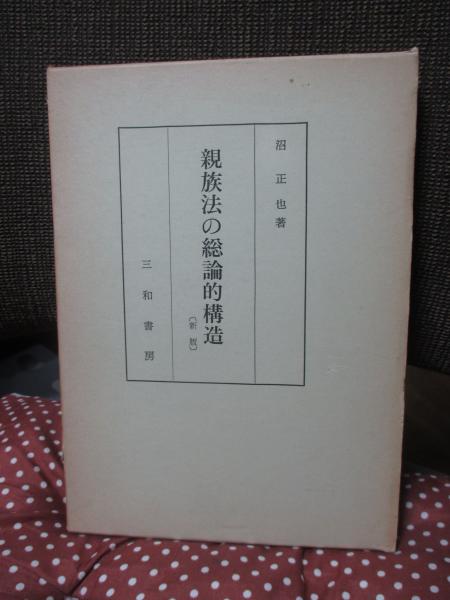 沼正也著
親族法の総論的構造
〔新版〕
三和書房